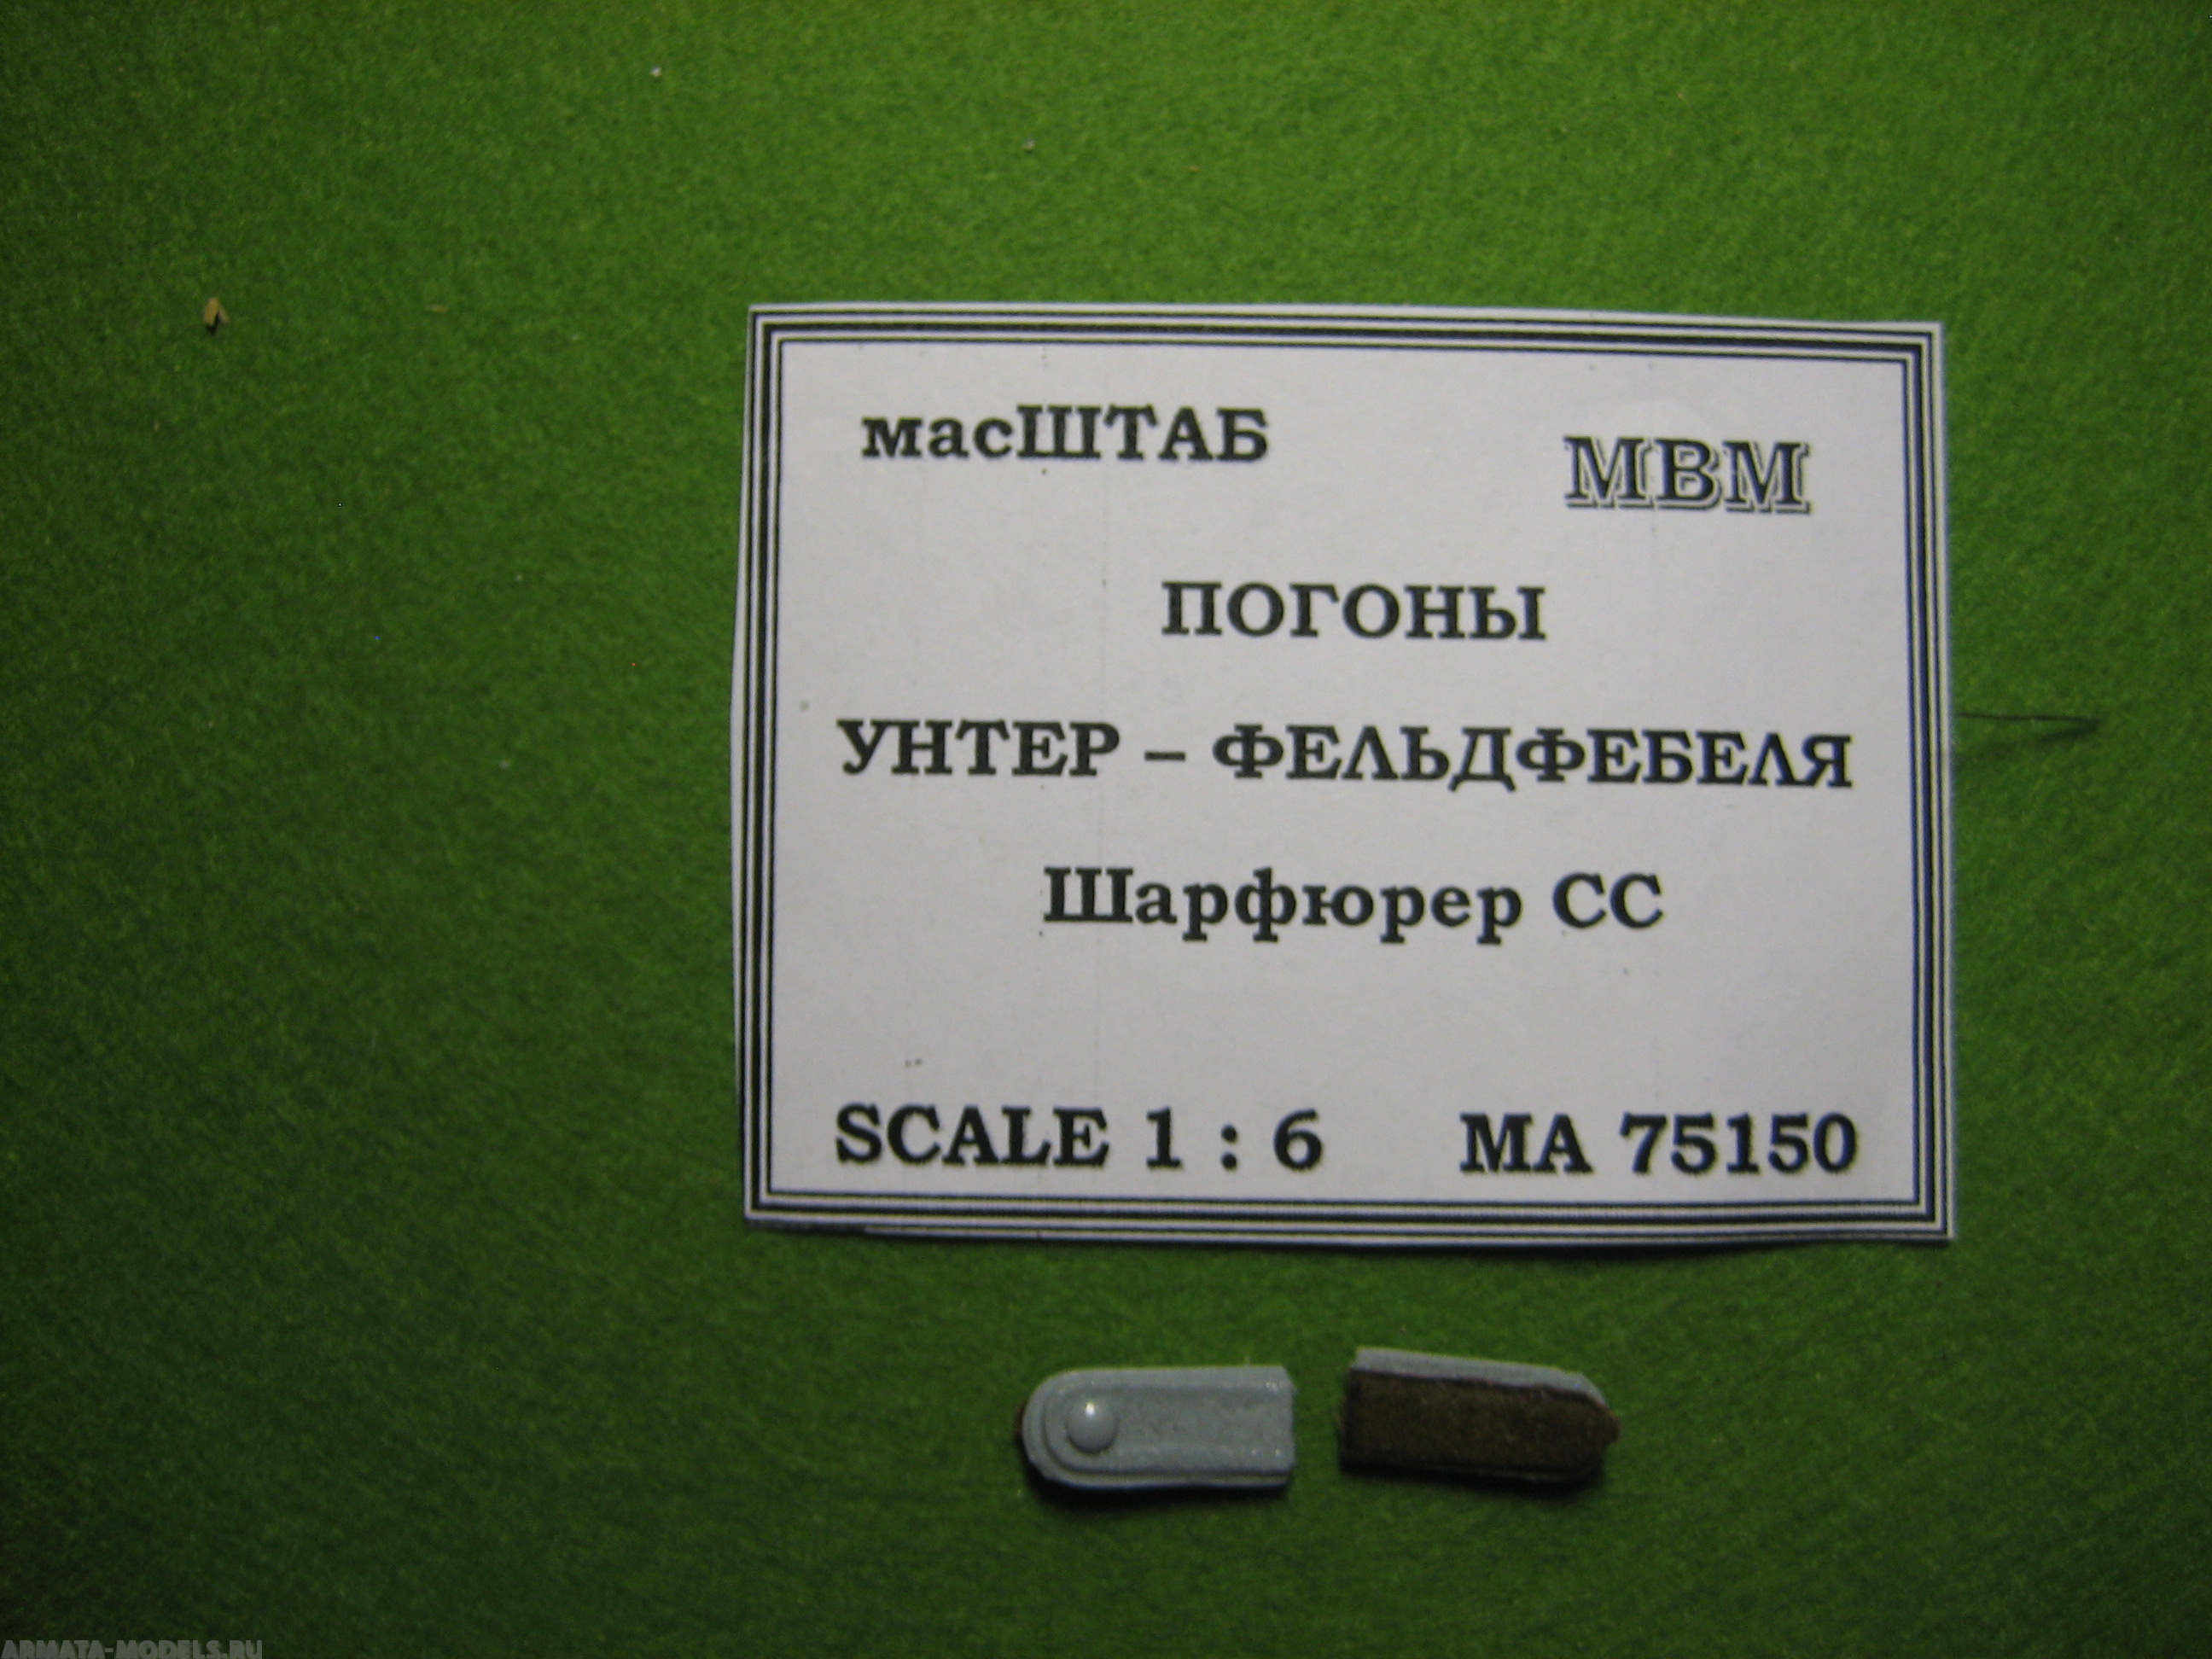 масШТАБ МВМ
ПОГОНЫ
УНТЕР – ФЕЛЬДФЕБЕЛЯ
Шарфюрер СС
SCALE 1 : 6 МА 75150
ARMATA-MODELS.RU